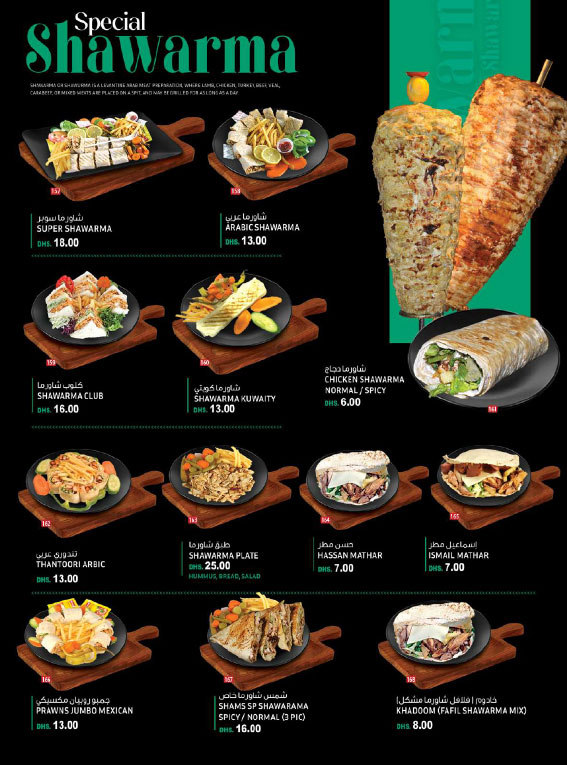 Special
Shawarma
SHAWARMA OR SHAWURMA IS A LEVANTINE ARAB MEAT PREPARATION, WHERE LAMB, CHICKEN, TURKEY, BEEF, VEAL,
CARABEEF, OR MIXED MEATS ARE PLACED ON A SPIT, AND MAY BE GRILLED FOR AS LONG AS A DAY.
157
158
شاورما سوبر
SUPER SHAWARMA
DHS. 18.00
شاورما عربي
ARABIC SHAWARMA
DHS. 13.00
159
160
كلوب شاورما
SHAWARMA CLUB
DHS. 16.00
شاورما كويتي
SHAWARMA KUWAITY
DHS. 13.00
شاورما دجاج
CHICKEN SHAWARMA
NORMAL / SPICY
DHS. 6.00
161
162
163
164
165
تندوري عربي
THANTOORI ARBIC
DHS. 13.00
طبق شاورما
SHAWARMA PLATE
DHS. 25.00
HUMMUS, BREAD, SALAD
حسن مطر
HASSAN MATHAR
DHS. 7.00
اسماعيل مطر
ISMAIL MATHAR
DHS. 7.00
166
167
168
جمبو روبيان مكسيكي
PRAWNS JUMBO MEXICAN
DHS. 13.00
شمس شاورما خاص
SHAMS SP SHAWARAMA
SPICY / NORMAL (3 PIC)
DHS. 16.00
خادوم (فلافل شاورما مشكل)
KHADOOM (FAFIL SHAWARMA MIX)
DHS. 8.00